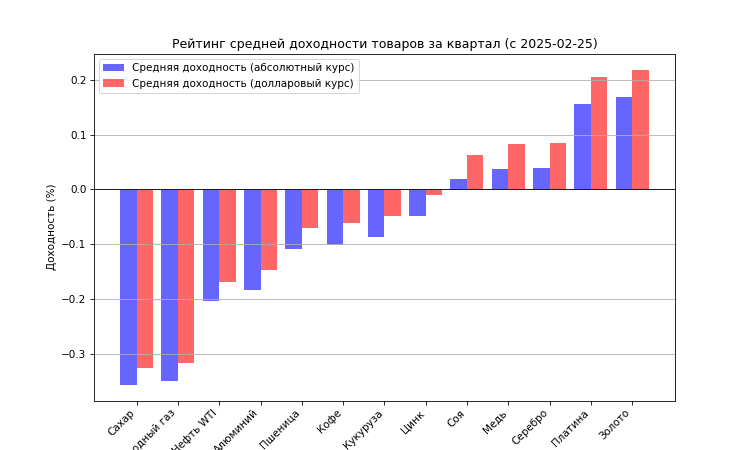 Рейтинг средней доходности товаров за квартал (с 2025-02-25)
Средняя доходность (абсолютный курс)
Средняя доходность (долларовый курс)
Доходность (%)
0.2
0.1
0.0
−0.1
−0.2
−0.3
Сахар
одный газ
Нефть WTI
Алюминий
Пшеница
Кофе
Кукуруза
Цинк
Соя
Медь
Серебро
Платина
Золото